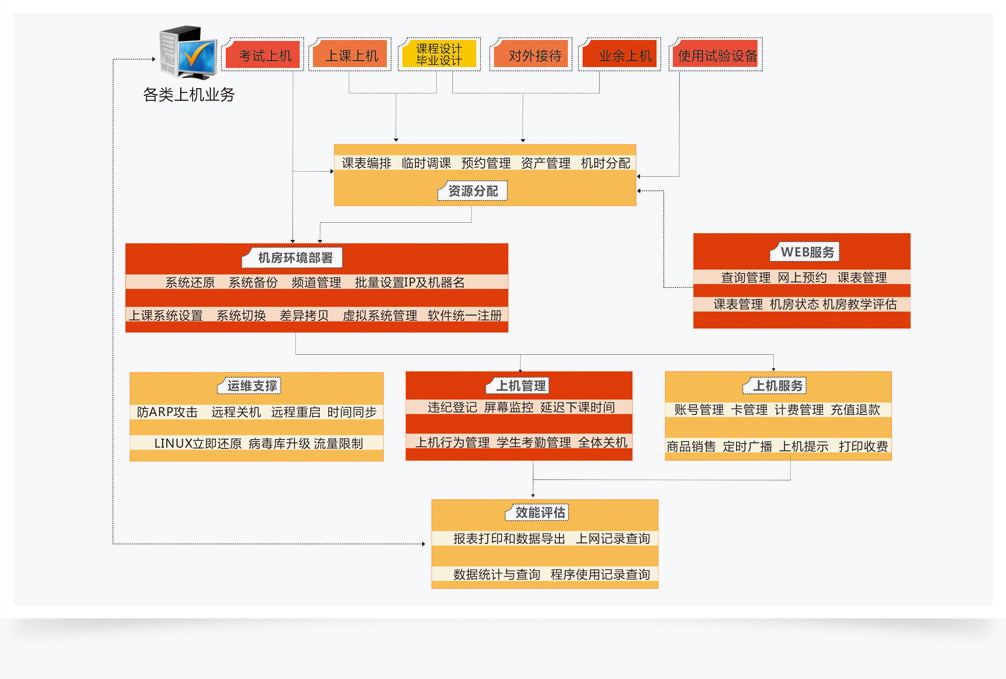 考试上机
上课上机
课程设计
毕业设计
对外接待
业余上机
使用试验设备
各类上机业务
课表编排 临时调课 预约管理 资产管理 机时分配
资源分配
机房环境部署
系统还原 系统备份 频道管理 批量设置IP及机器名
上课系统设置 系统切换 差异拷贝 虚拟系统管理 软件统一注册
WEB服务
查询管理 网上预约 课表管理
课表管理 机房状态 机房教学评估
运维支撑
防ARP攻击 远程关机 远程重启 时间同步
LINUX立即还原 病毒库升级 流量限制
上机管理
违纪登记 屏幕监控 延迟下课时间
上机行为管理 学生考勤管理 全体关机
上机服务
账号管理 卡管理 计费管理 充值退款
商品销售 定时广播 上机提示 打印收费
效能评估
报表打印和数据导出 上网记录查询
数据统计与查询 程序使用记录查询